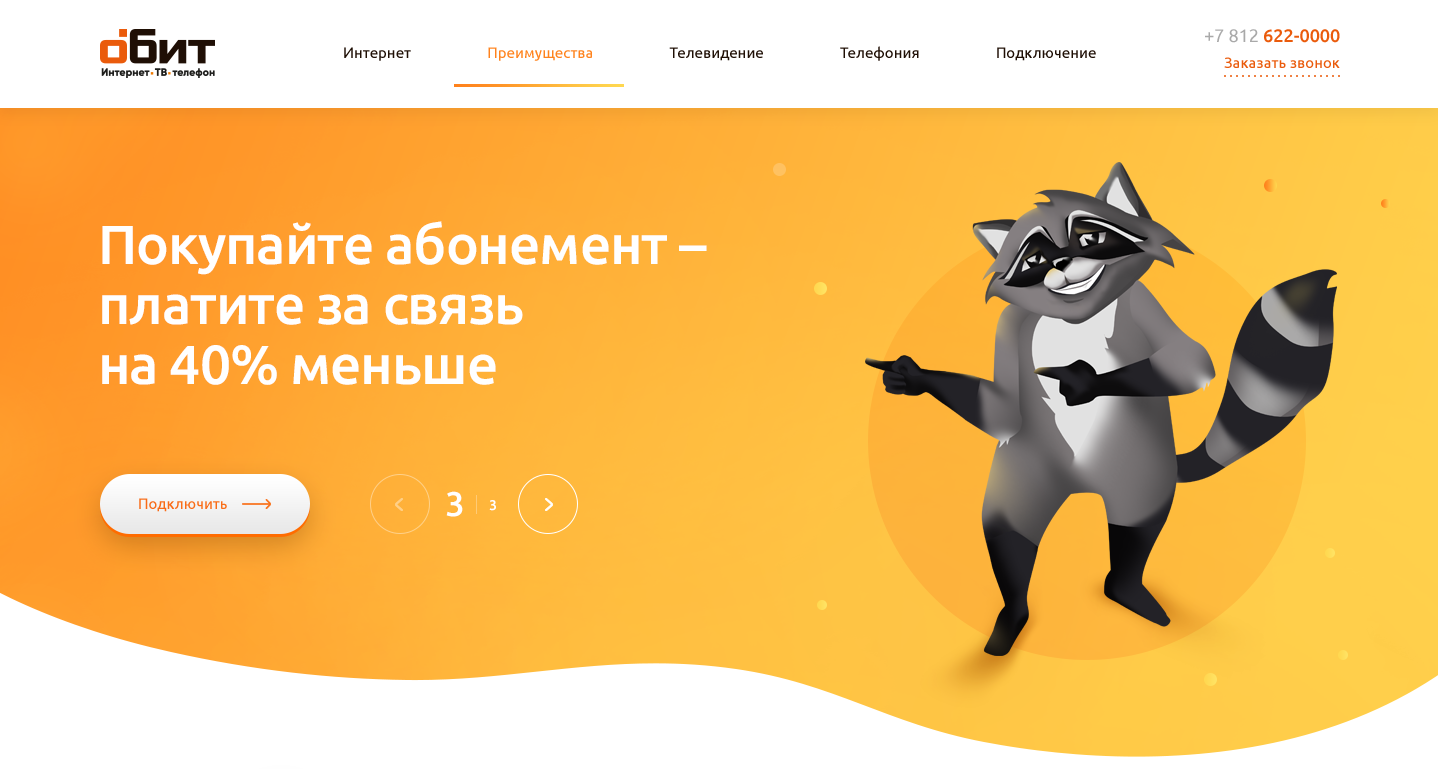 ОБИТ
Интернет•ТВ•телефон
Интернет
Преимущества
Телевидение
Телефония
Подключение
+7 812 622-0000
Заказать звонок
Покупайте абонемент –
платите за связь
на 40% меньше
Подключить
3 | 3